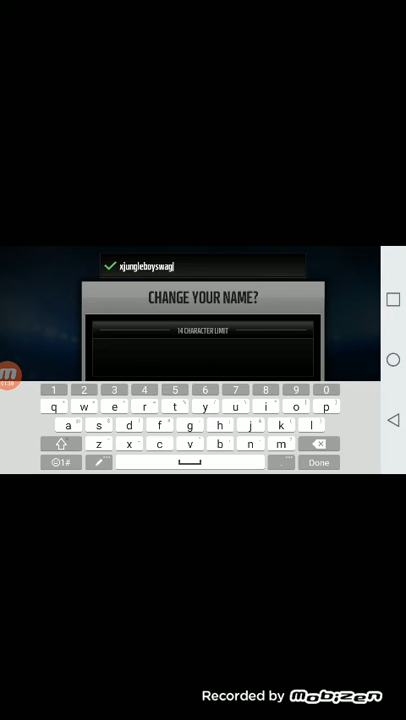 xjungleboyswag
CHANGE YOUR NAME?
14 CHARACTER LIMIT
1 2 3 4 5 6 7 8 9 0
q w e r t y u i o p
a s d f g h j k l
z x c v b n m
☺1# . Done
Recorded by mobizen